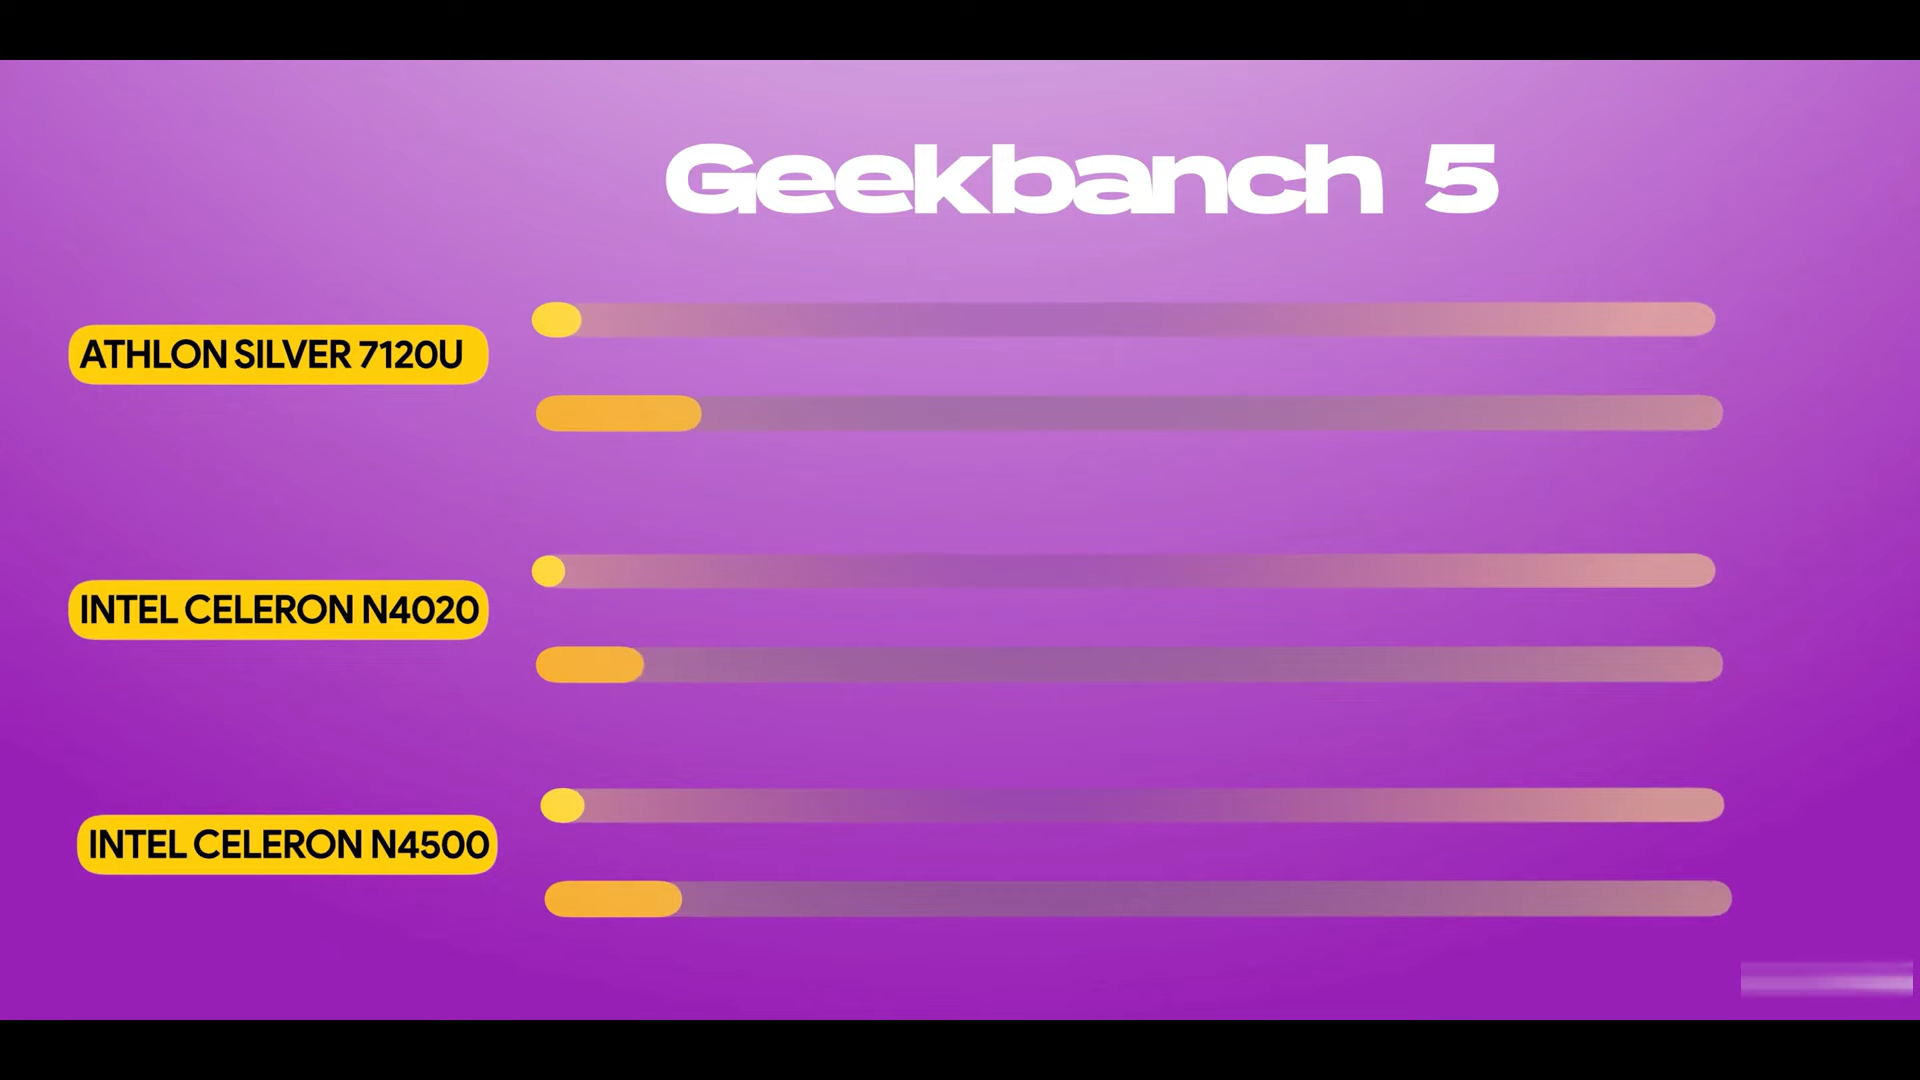 Geekbanch 5
ATHLON SILVER 7120U
INTEL CELERON N4020
INTEL CELERON N4500